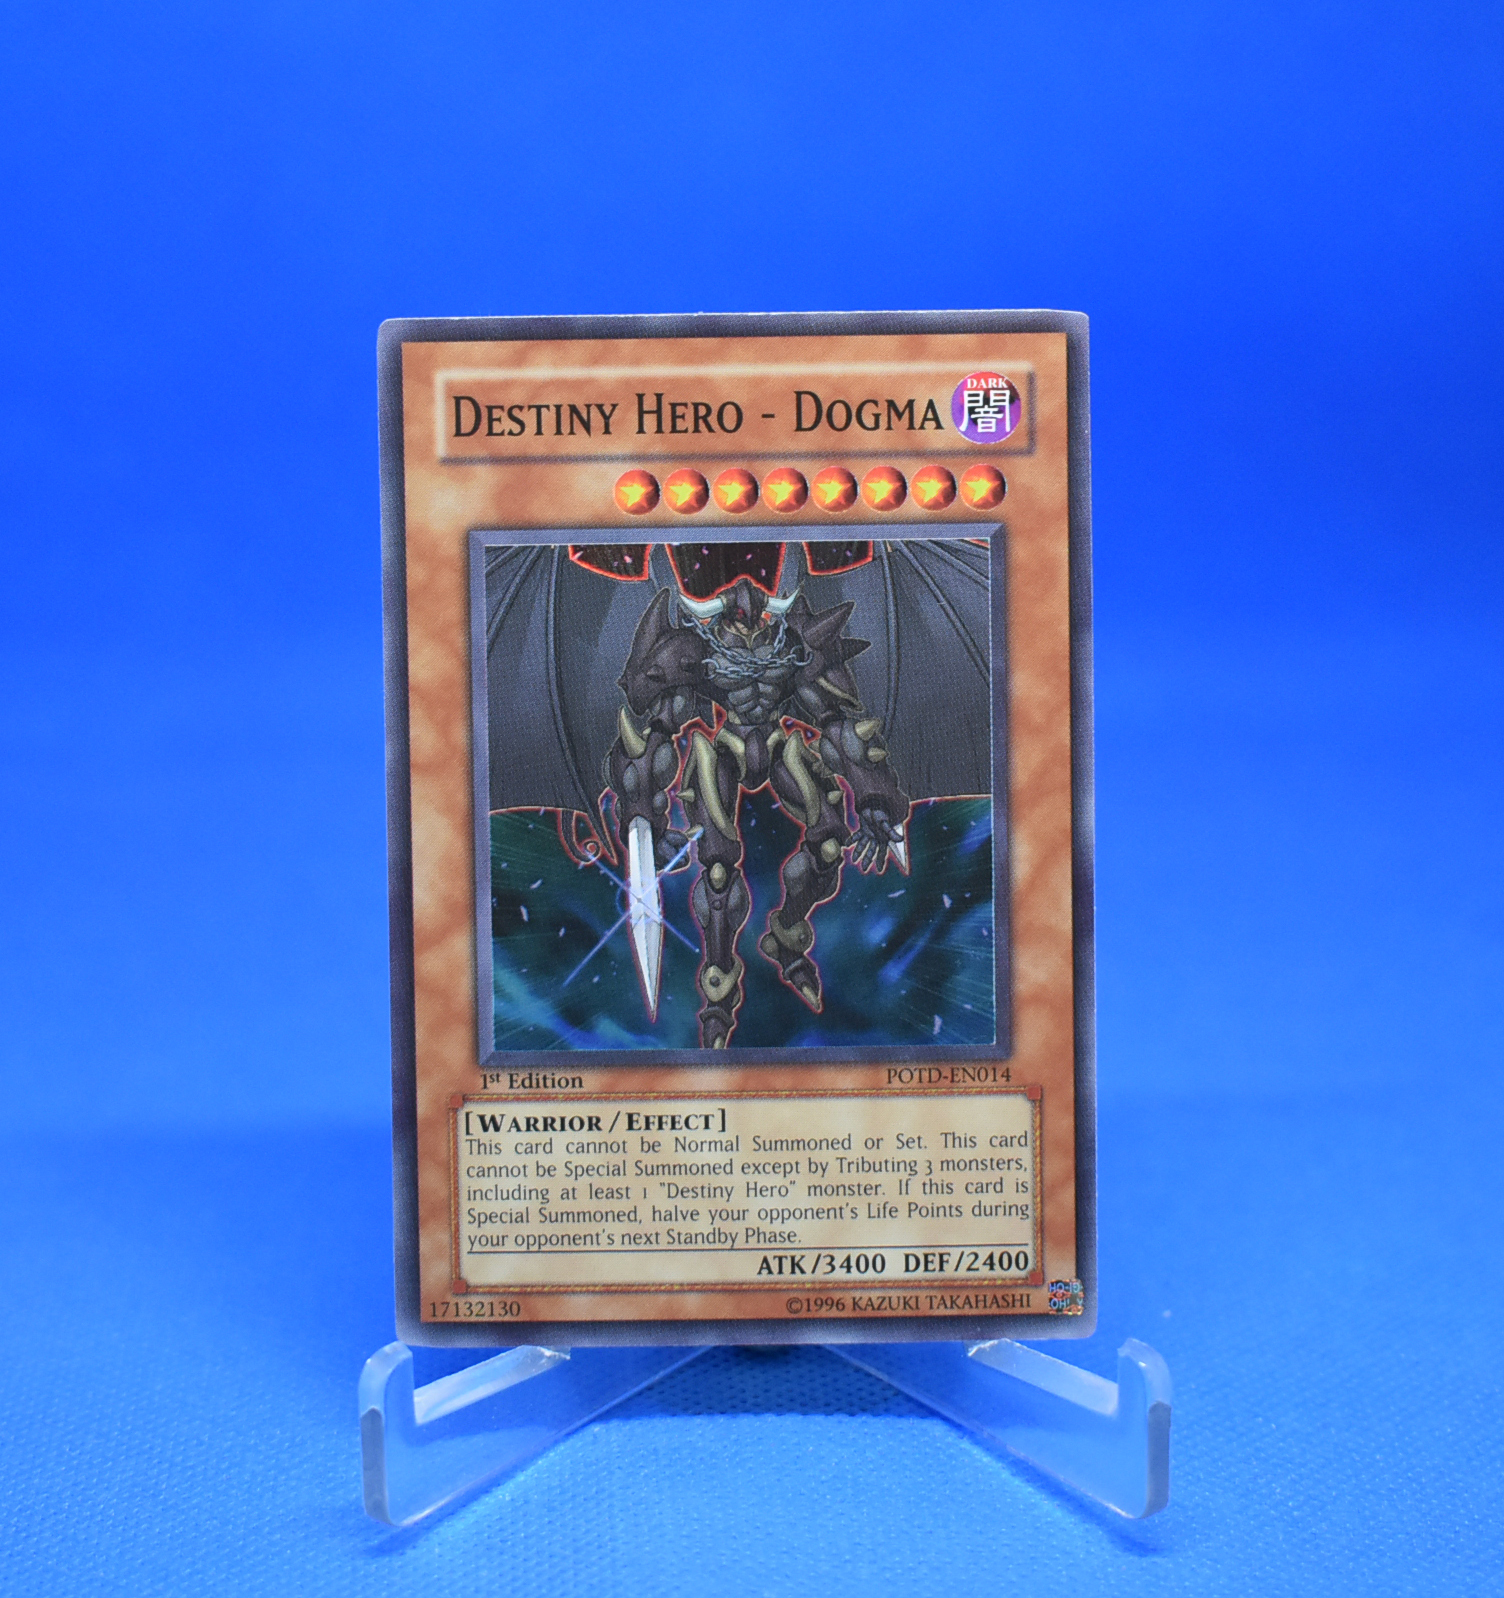 DESTINY HERO - DOGMA
DARK
闇
1st Edition
POTD-EN014
[WARRIOR / EFFECT]
This card cannot be Normal Summoned or Set. This card
cannot be Special Summoned except by Tributing 3 monsters,
including at least 1 "Destiny Hero" monster. If this card is
Special Summoned, halve your opponent's Life Points during
your opponent's next Standby Phase.
ATK/3400 DEF/2400
17132130
©1996 KAZUKI TAKAHASHI